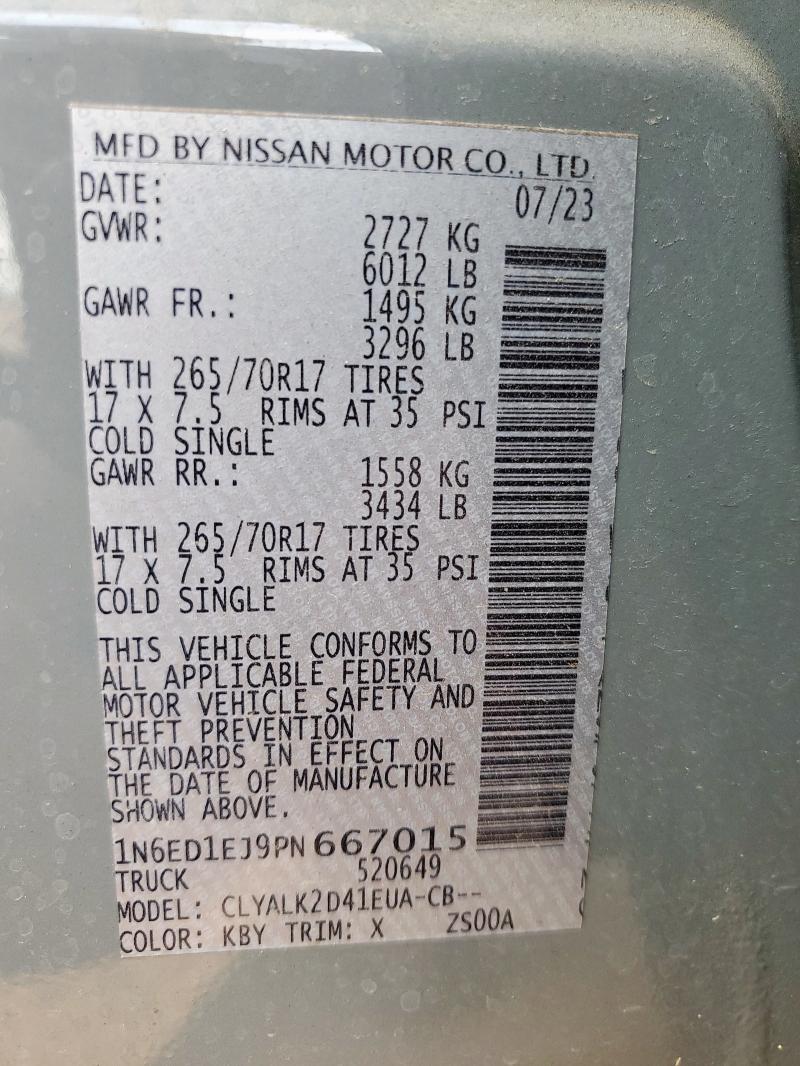 MFD BY NISSAN MOTOR CO., LTD.
DATE: 07/23
GVWR: 2727 KG
6012 LB
GAWR FR.: 1495 KG
3296 LB
WITH 265/70R17 TIRES
17 X 7.5 RIMS AT 35 PSI
COLD SINGLE
GAWR RR.: 1558 KG
3434 LB
WITH 265/70R17 TIRES
17 X 7.5 RIMS AT 35 PSI
COLD SINGLE
THIS VEHICLE CONFORMS TO
ALL APPLICABLE FEDERAL
MOTOR VEHICLE SAFETY AND
THEFT PREVENTION
STANDARDS IN EFFECT ON
THE DATE OF MANUFACTURE
SHOWN ABOVE.
1N6ED1EJ9PN667015
TRUCK 520649
MODEL: CLYALK2D41EUA-CB--
COLOR: KBY TRIM: X ZS00A